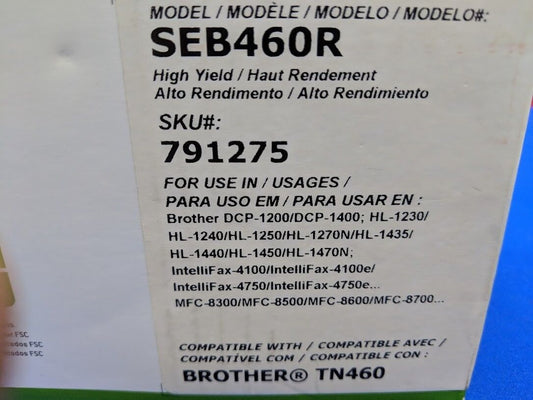 MODEL / MODÈLE / MODELO / MODELO#:
SEB460R
High Yield / Haut Rendement
Alto Rendimento / Alto Rendimiento
SKU#:
791275
FOR USE IN / USAGES /
PARA USO EM / PARA USAR EN :
Brother DCP-1200/DCP-1400; HL-1230/
HL-1240/HL-1250/HL-1270N/HL-1435/
HL-1440/HL-1450/HL-1470N;
IntelliFax-4100/IntelliFax-4100e/
IntelliFax-4750/IntelliFax-4750e...
MFC-8300/MFC-8500/MFC-8600/MFC-8700...
COMPATIBLE WITH / COMPATIBLE AVEC /
COMPATÍVEL COM / COMPATIBLE CON :
BROTHER® TN460
FSC
FSC